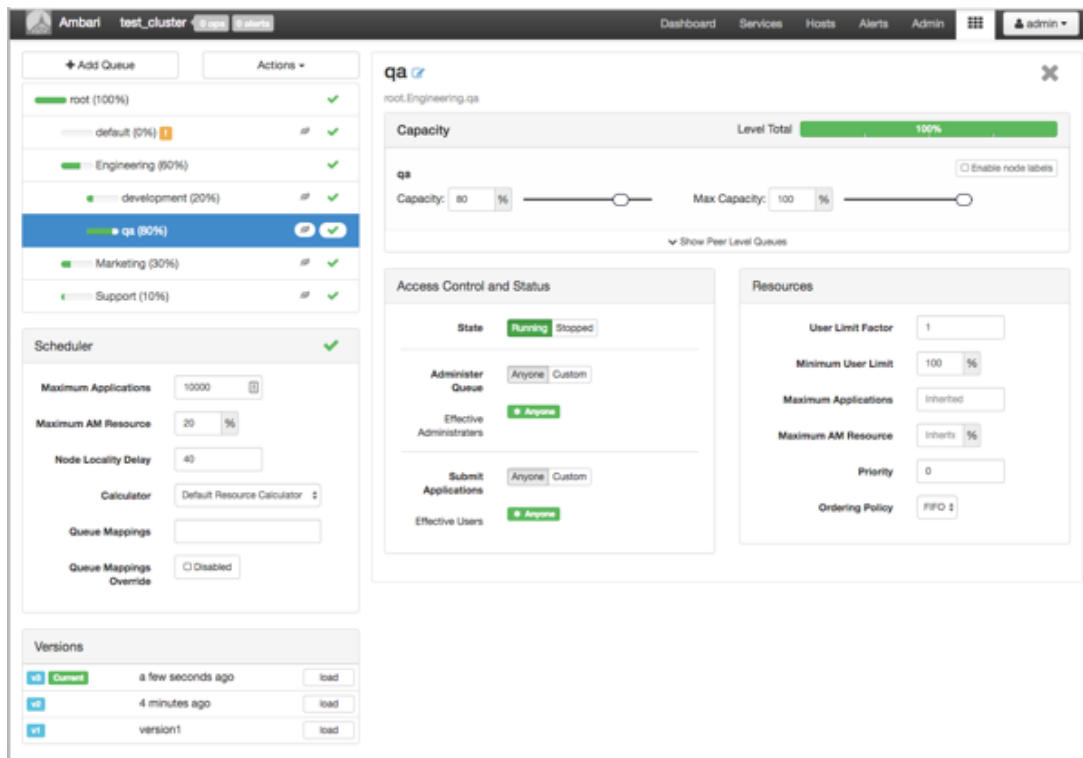 Ambari test_cluster 0 ops 0 alerts Dashboard Services Hosts Alerts Admin admin
+ Add Queue Actions
root (100%)
default (0%) !
Engineering (60%)
development (20%)
qa (80%)
Marketing (30%)
Support (10%)
Scheduler
Maximum Applications 10000
Maximum AM Resource 20 %
Node Locality Delay 40
Calculator Default Resource Calculator
Queue Mappings
Queue Mappings Override Disabled
Versions
v3 Current a few seconds ago load
v2 4 minutes ago load
v1 version1 load
qa
root.Engineering.qa
Capacity Level Total 100%
qa Enable node labels
Capacity: 80 % Max Capacity: 100 %
Show Peer Level Queues
Access Control and Status
State Running Stopped
Administer Queue Anyone Custom
Effective Administraters Anyone
Submit Applications Anyone Custom
Effective Users Anyone
Resources
User Limit Factor 1
Minimum User Limit 100 %
Maximum Applications Inherited
Maximum AM Resource Inherits %
Priority 0
Ordering Policy FIFO